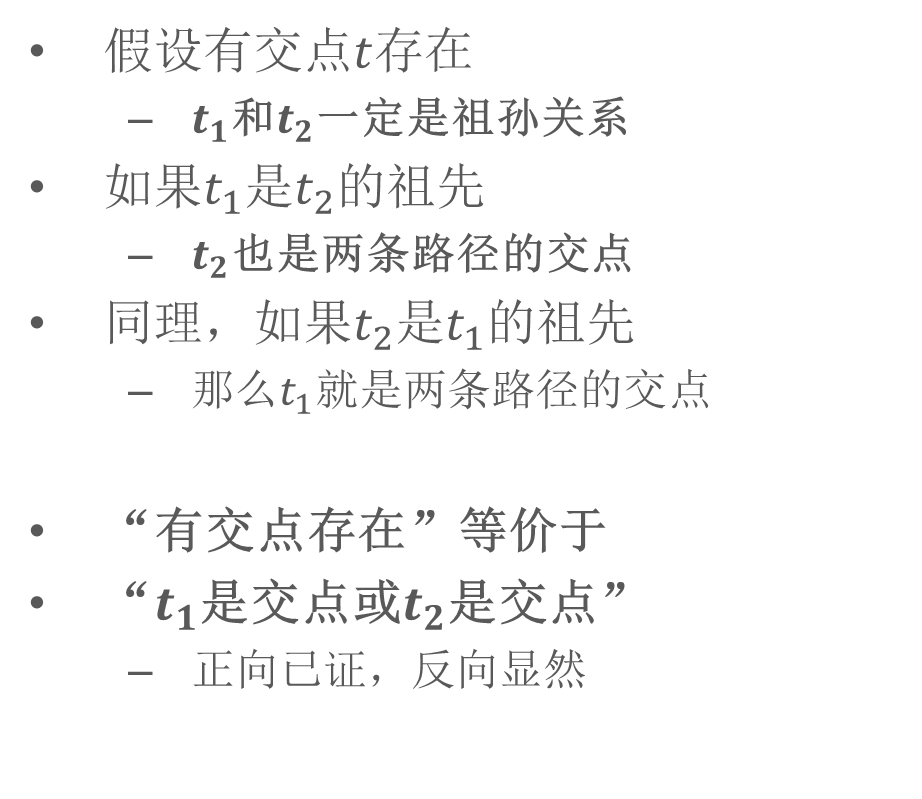 • 假设有交点t存在
– t₁和t₂一定是祖孙关系
• 如果t₁是t₂的祖先
– t₂也是两条路径的交点
• 同理，如果t₂是t₁的祖先
– 那么t₁就是两条路径的交点
• “有交点存在”等价于
• “t₁是交点或t₂是交点”
– 正向已证，反向显然